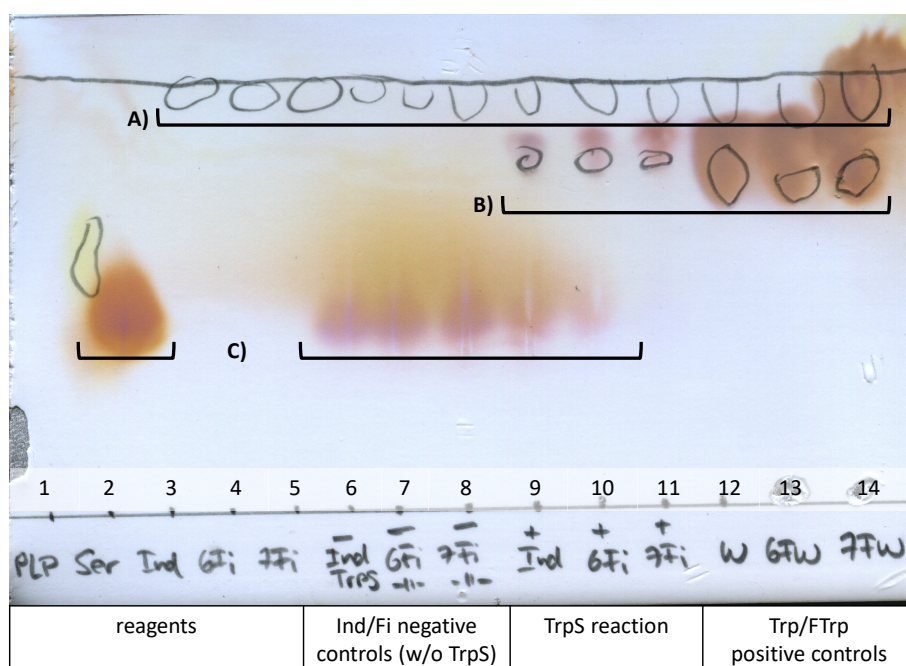 A)
B)
C)
1 2 3 4 5 6 7 8 9 10 11 12 13 14
− − − + + +
PLP Ser Ind 6Fi 7Fi Ind 6Fi 7Fi Ind 6Fi 7Fi W 6FW 7FW
TrpS -||- -||-
reagents
Ind/Fi negative
controls (w/o TrpS)
TrpS reaction
Trp/FTrp
positive controls